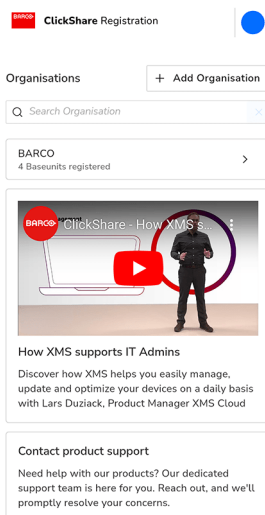 BARCO
ClickShare Registration
Organisations
+ Add Organisation
Search Organisation
BARCO
4 Baseunits registered
BARCO
ClickShare - How XMS s...
How XMS supports IT Admins
Discover how XMS helps you easily manage,
update and optimize your devices on a daily basis
with Lars Duziack, Product Manager XMS Cloud
Contact product support
Need help with our products? Our dedicated
support team is here for you. Reach out, and we'll
promptly resolve your concerns.